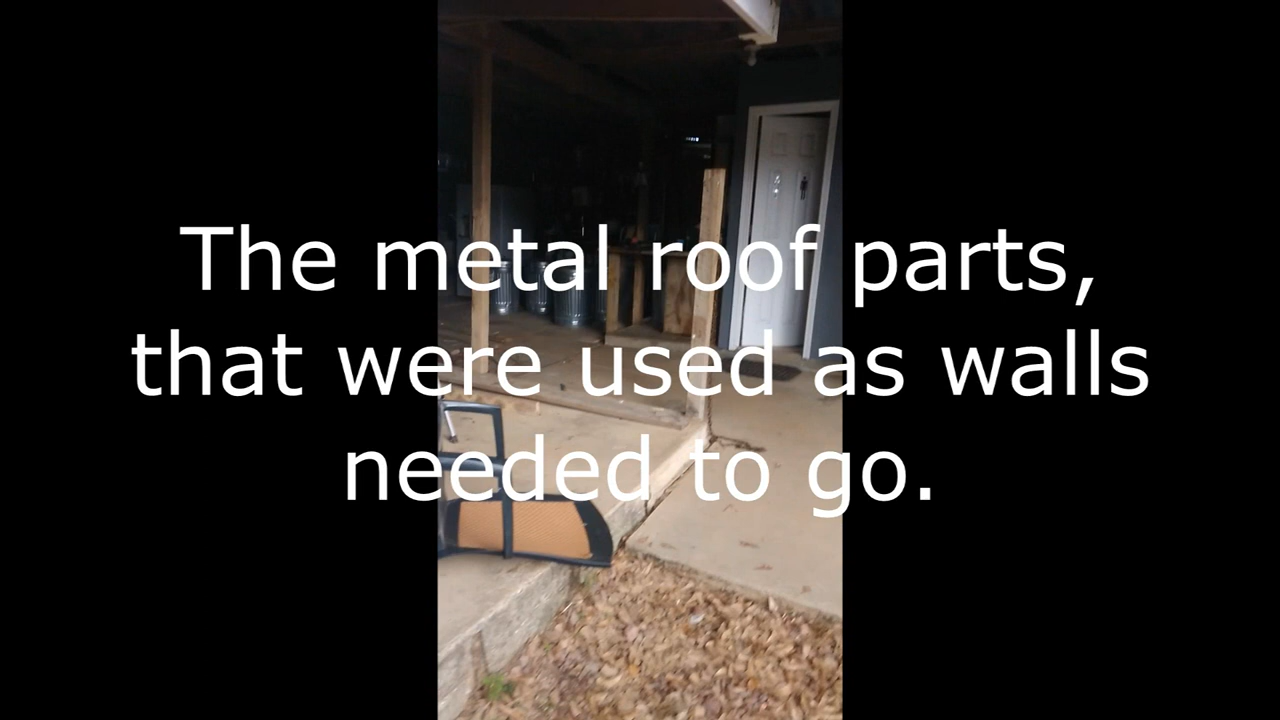 The metal roof parts,
that were used as walls
needed to go.